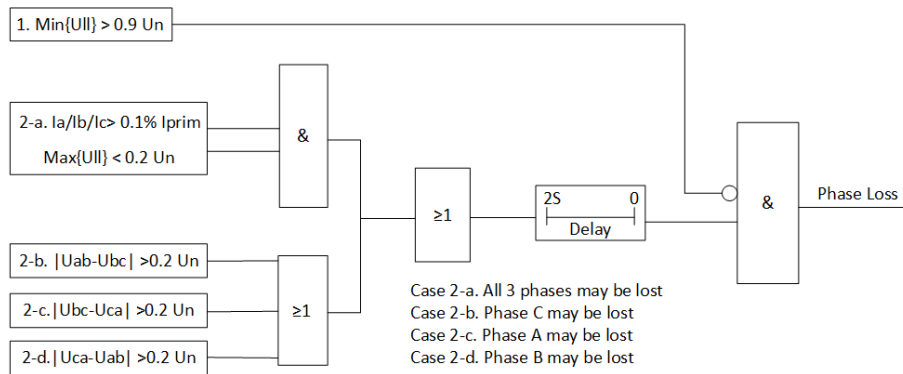 1. Min{Ull} > 0.9 Un
2-a. Ia/Ib/Ic> 0.1% Iprim
Max{Ull} < 0.2 Un
&
≥1
2S 0
Delay
&
Phase Loss
2-b. |Uab-Ubc| >0.2 Un
2-c.|Ubc-Uca| >0.2 Un
2-d.|Uca-Uab| >0.2 Un
≥1
Case 2-a. All 3 phases may be lost
Case 2-b. Phase C may be lost
Case 2-c. Phase A may be lost
Case 2-d. Phase B may be lost